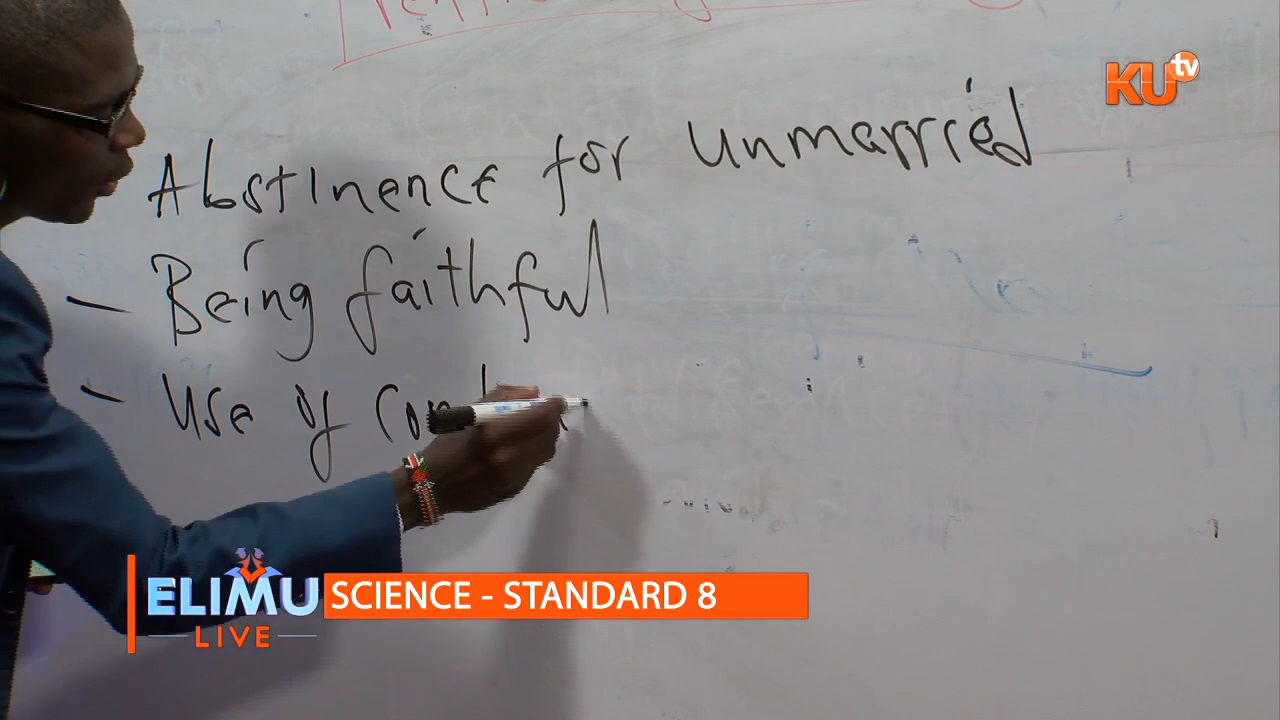 KU tv
Abstinence for unmarried
- Being faithful
- Use of
ELIMU
LIVE
SCIENCE - STANDARD 8